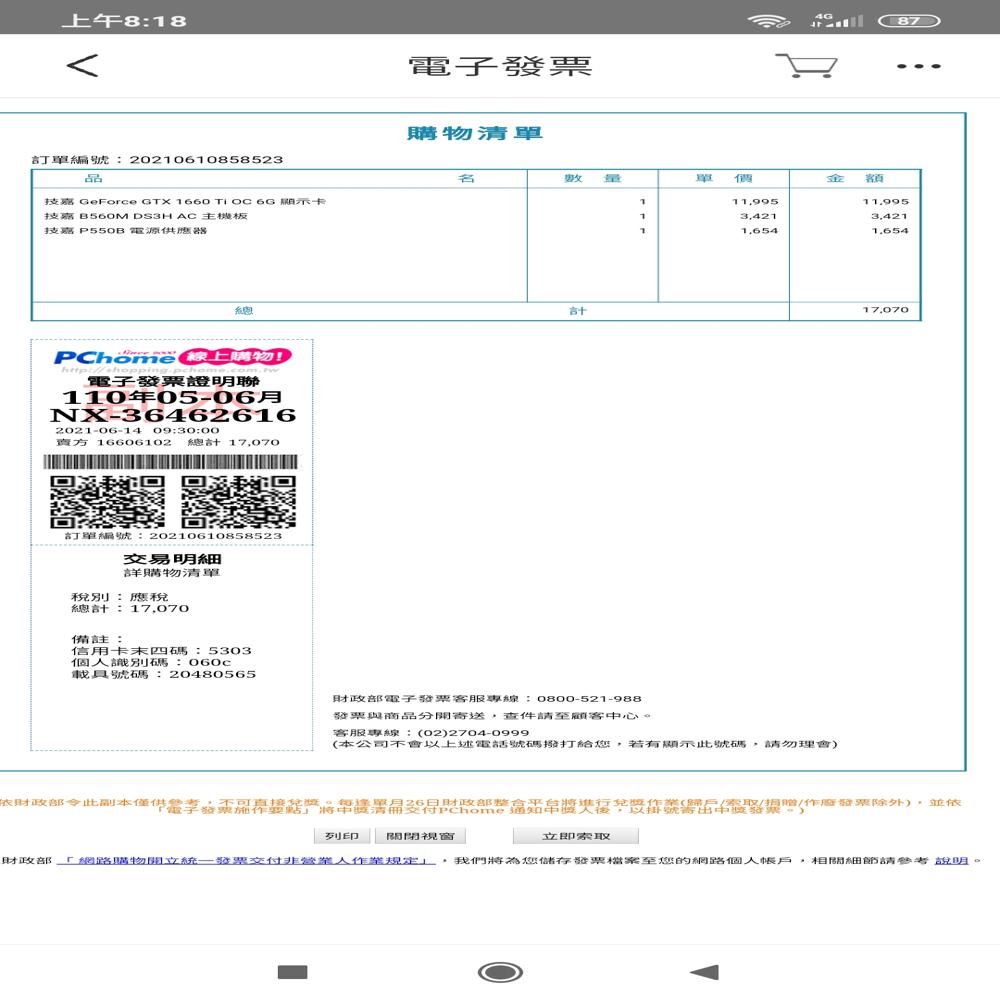 上午8:18
4G
87
電子發票
購物清單
訂單編號：20210610858523
品 名 數 量 單 價 金 額
技嘉 GeForce GTX 1660 Ti OC 6G 顯示卡 1 11,995 11,995
技嘉 B560M DS3H AC 主機板 1 3,421 3,421
技嘉 P550B 電源供應器 1 1,654 1,654
總 計 17,070
Since 2000
PChome 線上購物!
http://shopping.pchome.com.tw
電子發票證明聯
副本
110年05-06月
NX-36462616
2021-06-14 09:30:00
賣方 16606102 總計 17,070
訂單編號：20210610858523
交易明細
詳購物清單
稅別：應稅
總計：17,070
備註：
信用卡末四碼：5303
個人識別碼：060c
載具號碼：20480565
財政部電子發票客服專線：0800-521-988
發票與商品分開寄送，查件請至顧客中心。
客服專線：(02)2704-0999
(本公司不會以上述電話號碼撥打給您，若有顯示此號碼，請勿理會)
依財政部令此副本僅供參考，不可直接兌獎。每逢單月26日財政部整合平台將進行兌獎作業(歸戶/索取/捐贈/作廢發票除外)，並依
「電子發票施作要點」將中獎清冊交付PChome 通知中獎人後，以掛號寄出中獎發票。)
列印 關閉視窗 立即索取
財政部 「網路購物開立統一發票交付非營業人作業規定」，我們將為您儲存發票檔案至您的網路個人帳戶，相關細節請參考 說明。